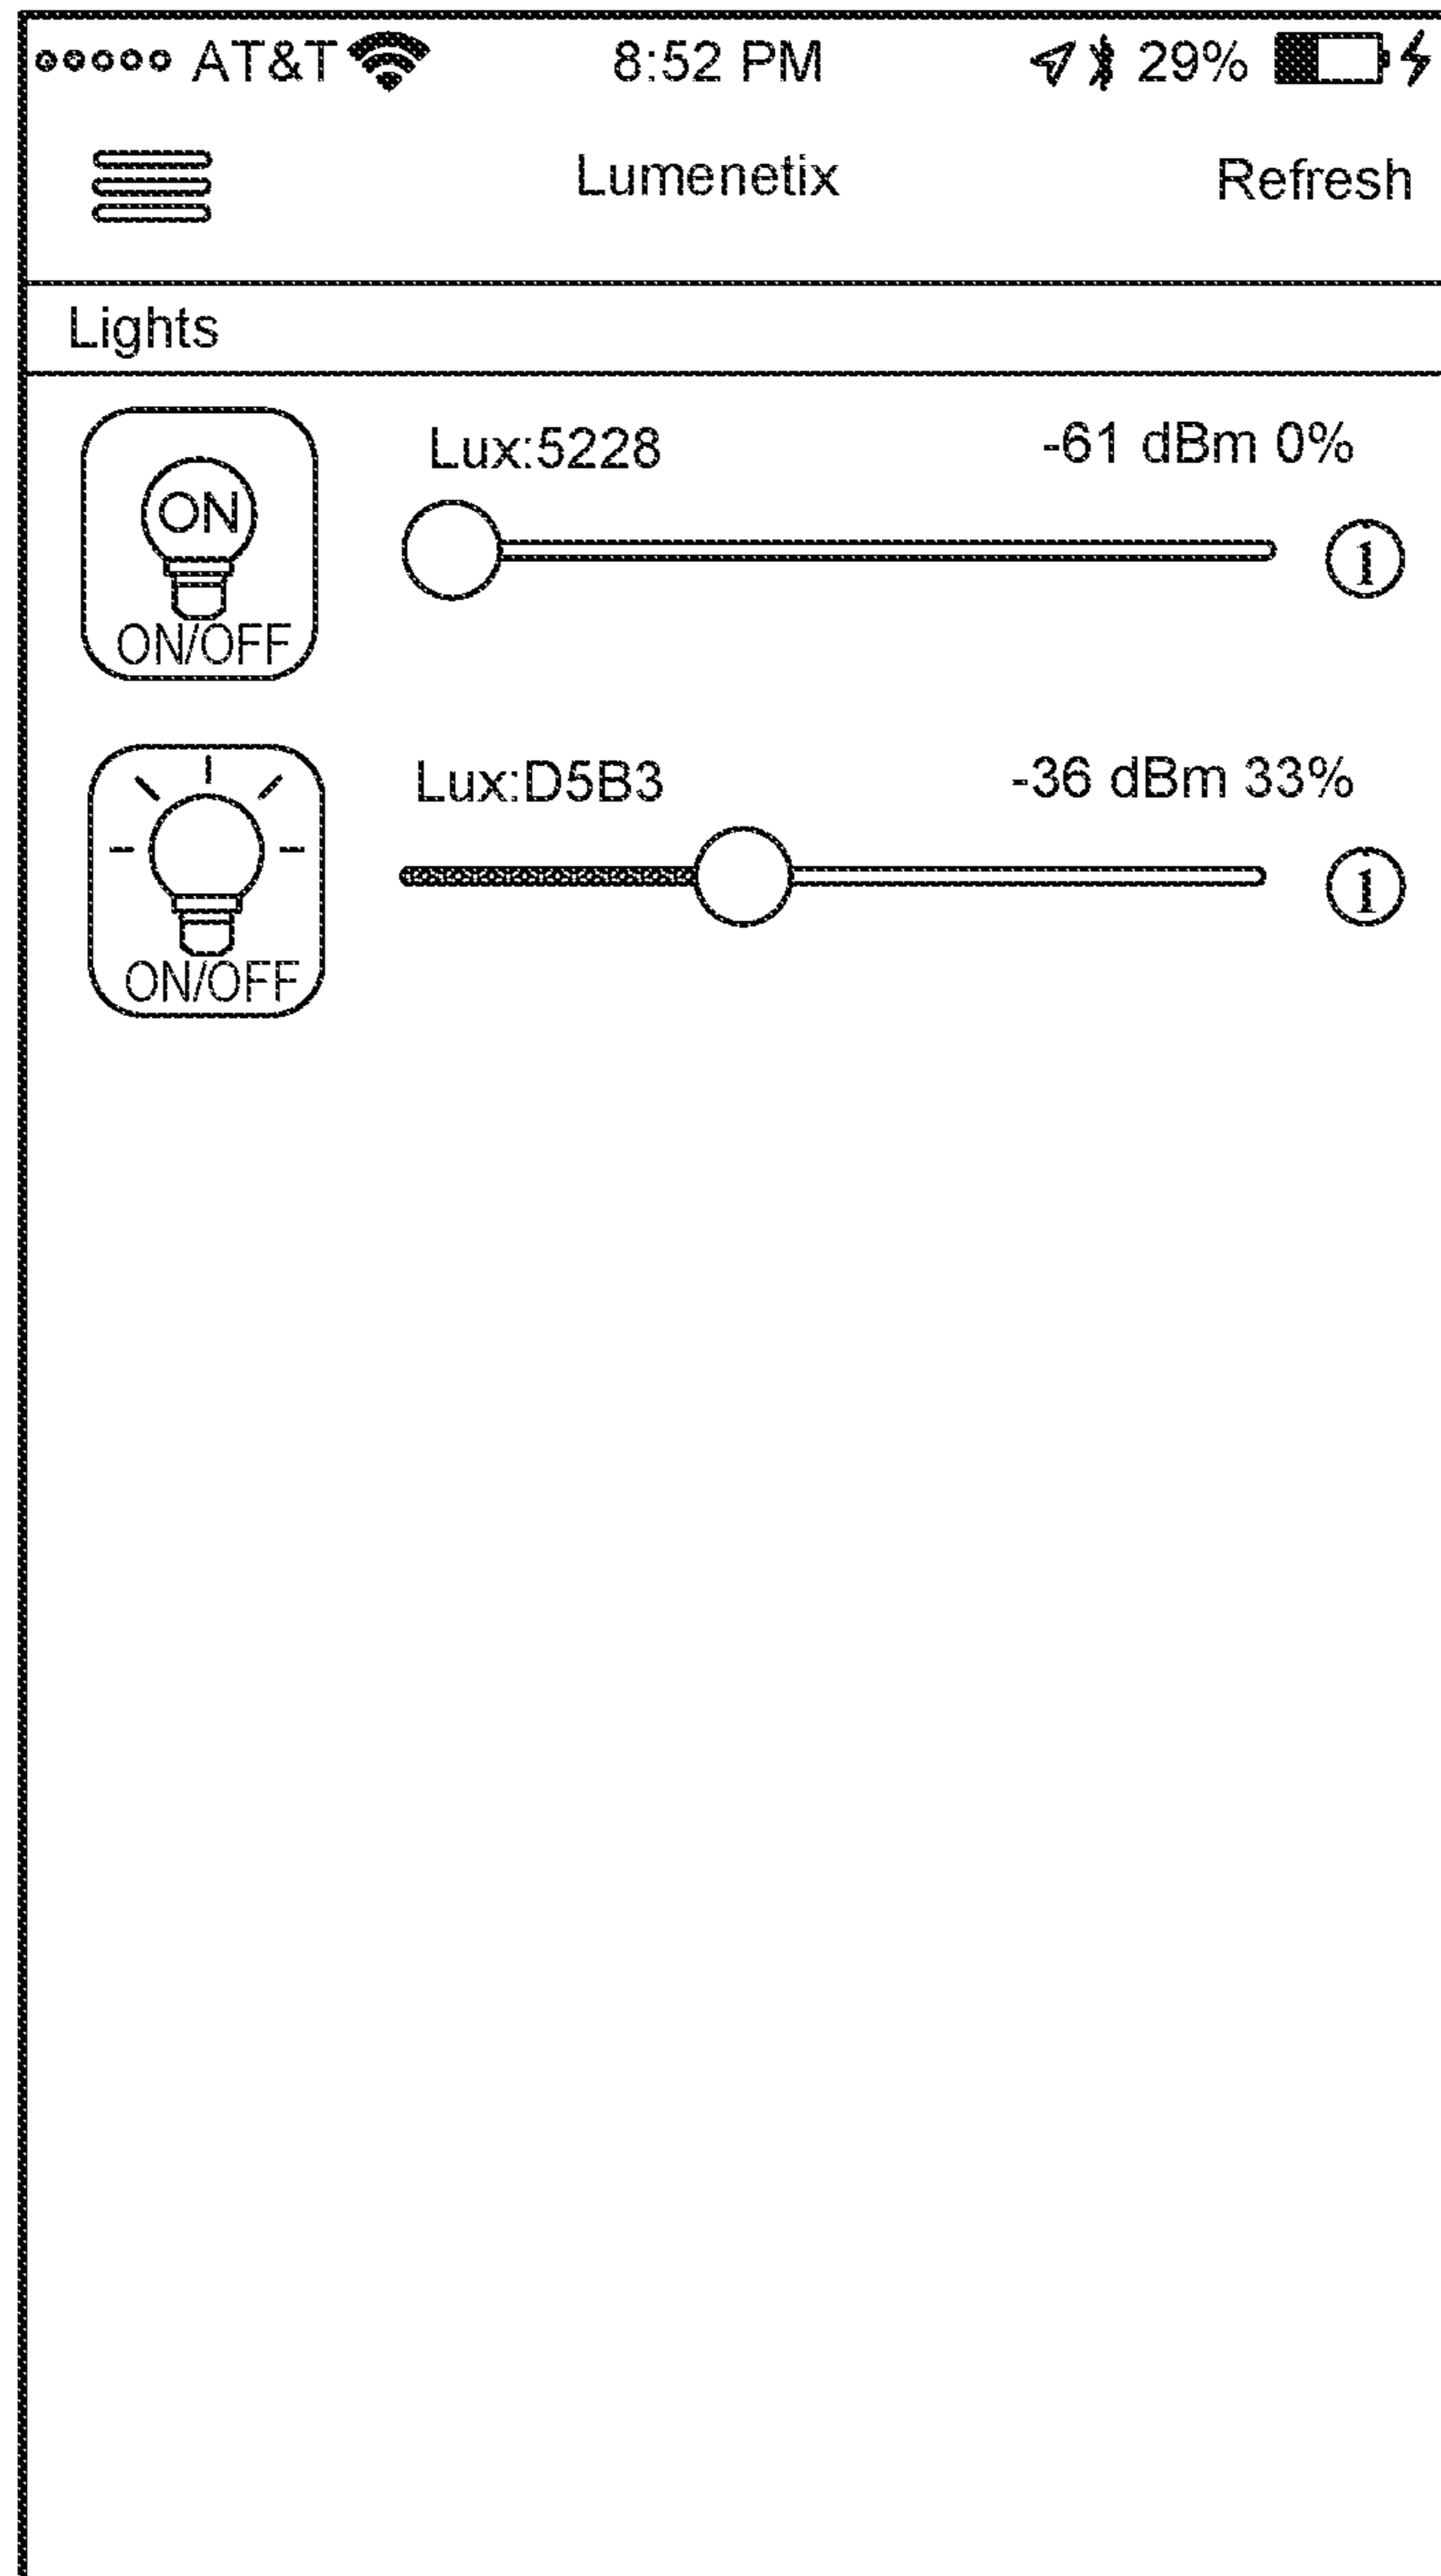 AT&T 8:52 PM 29%
Lumenetix Refresh
Lights
Lux:5228 -61 dBm 0%
ON
1
ON/OFF
Lux:D5B3 -36 dBm 33%
1
ON/OFF